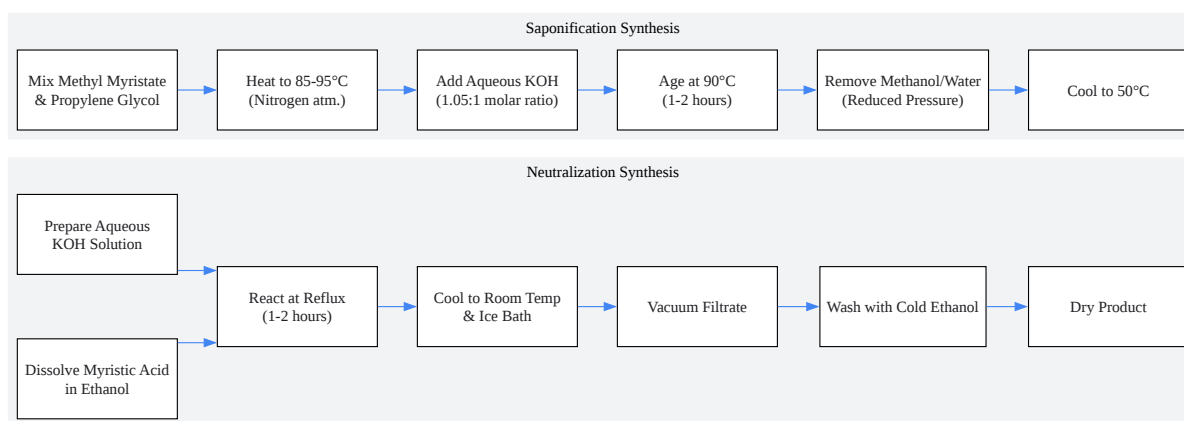 Saponification Synthesis
Mix Methyl Myristate
& Propylene Glycol
Heat to 85-95°C
(Nitrogen atm.)
Add Aqueous KOH
(1.05:1 molar ratio)
Age at 90°C
(1-2 hours)
Remove Methanol/Water
(Reduced Pressure)
Cool to 50°C
Neutralization Synthesis
Prepare Aqueous
KOH Solution
Dissolve Myristic Acid
in Ethanol
React at Reflux
(1-2 hours)
Cool to Room Temp
& Ice Bath
Vacuum Filtrate
Wash with Cold Ethanol
Dry Product